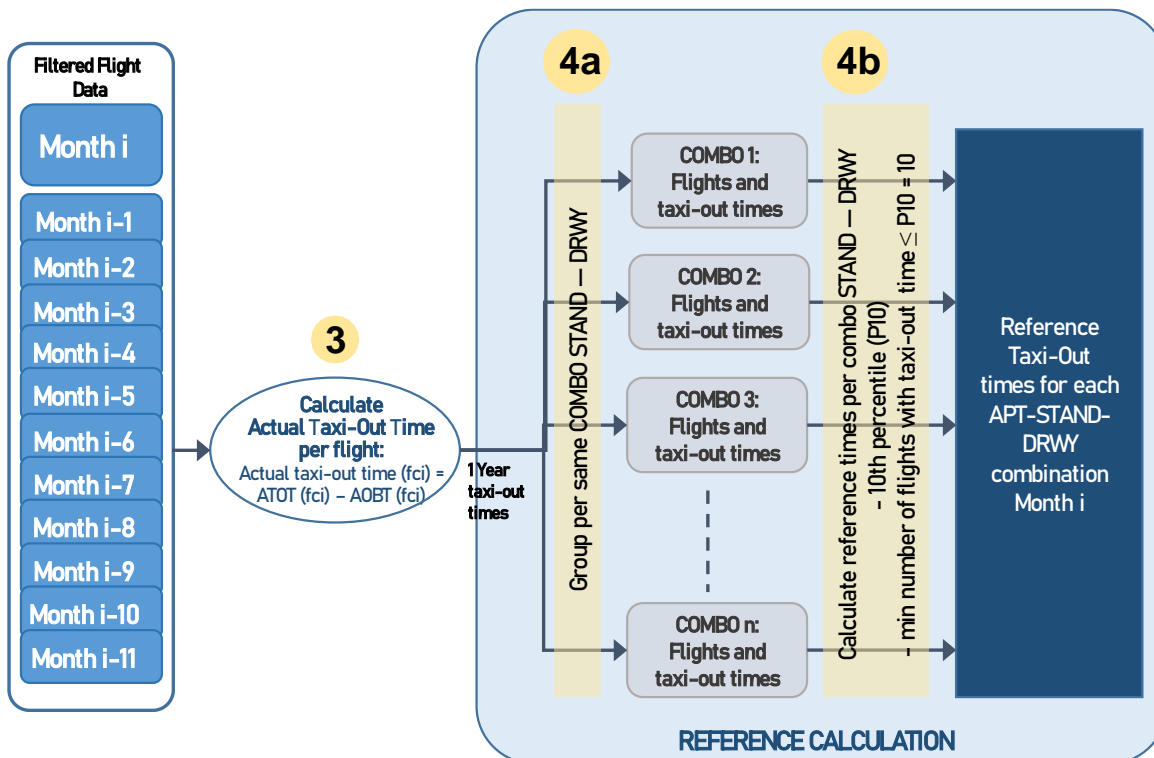 Filtered Flight
Data
Month i
Month i-1
Month i-2
Month i-3
Month i-4
Month i-5
Month i-6
Month i-7
Month i-8
Month i-9
Month i-10
Month i-11
3
Calculate
Actual Taxi-Out Time
per flight:
Actual taxi-out time (fci) =
ATOT (fci) – AOBT (fci)
1 Year
taxi-out
times
4a
Group per same COMBO STAND – DRWY
COMBO 1:
Flights and
taxi-out times
COMBO 2:
Flights and
taxi-out times
COMBO 3:
Flights and
taxi-out times
COMBO n:
Flights and
taxi-out times
4b
Calculate reference times per combo STAND – DRWY
- 10th percentile (P10)
- min number of flights with taxi-out time ≤ P10 = 10
Reference
Taxi-Out
times for each
APT-STAND-
DRWY
combination
Month i
REFERENCE CALCULATION